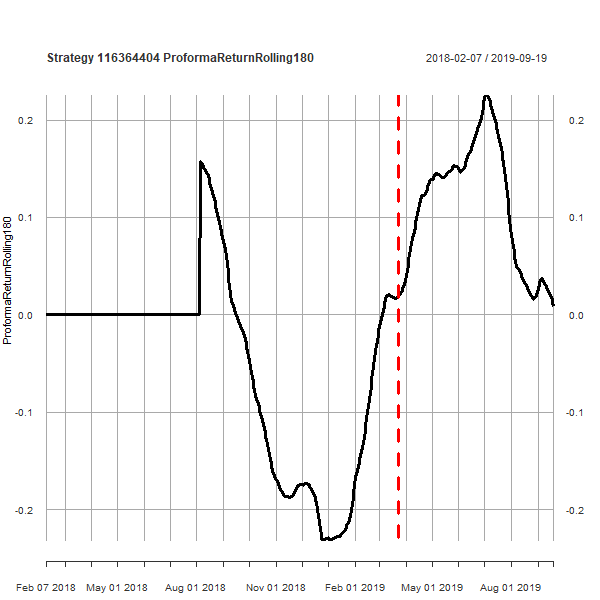 Strategy 116364404 ProformaReturnRolling180
2018-02-07 / 2019-09-19
0.2 0.2
0.1 0.1
ProformaReturnRolling180
0.0 0.0
-0.1 -0.1
-0.2 -0.2
Feb 07 2018 May 01 2018 Aug 01 2018 Nov 01 2018 Feb 01 2019 May 01 2019 Aug 01 2019